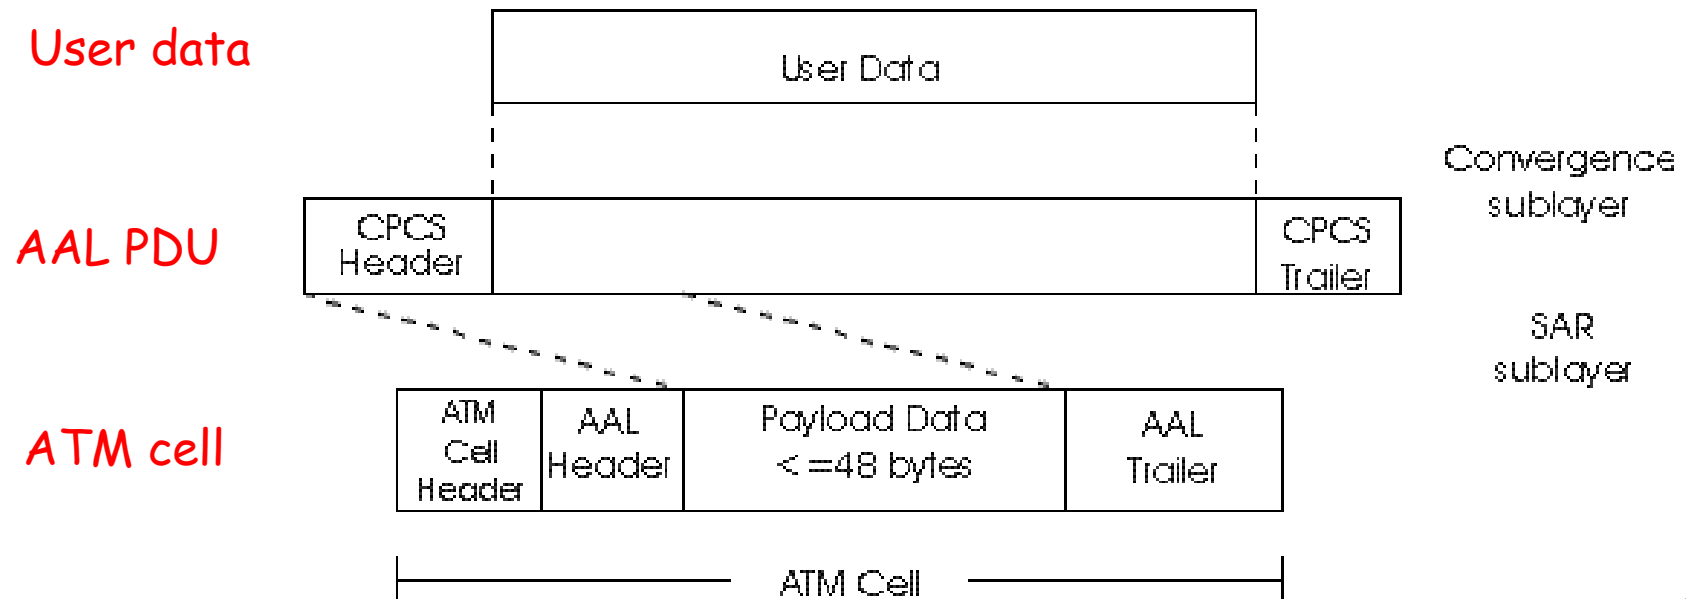 User data
User Data
Convergence
sublayer
AAL PDU
CPCS
Header
CPCS
Trailer
SAR
sublayer
ATM cell
ATM
Cell
Header
AAL
Header
Payload Data
<=48 bytes
AAL
Trailer
ATM Cell